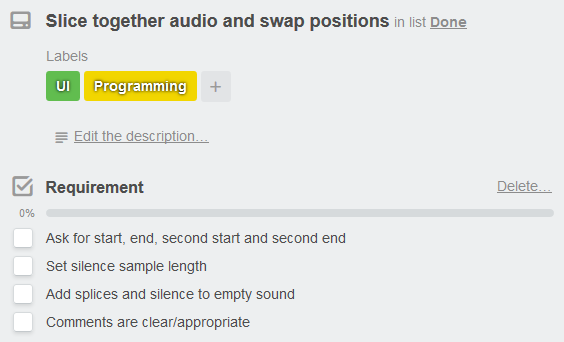 Slice together audio and swap positions in list Done
Labels
UI Programming +
Edit the description...
Requirement Delete...
0%
Ask for start, end, second start and second end
Set silence sample length
Add splices and silence to empty sound
Comments are clear/appropriate